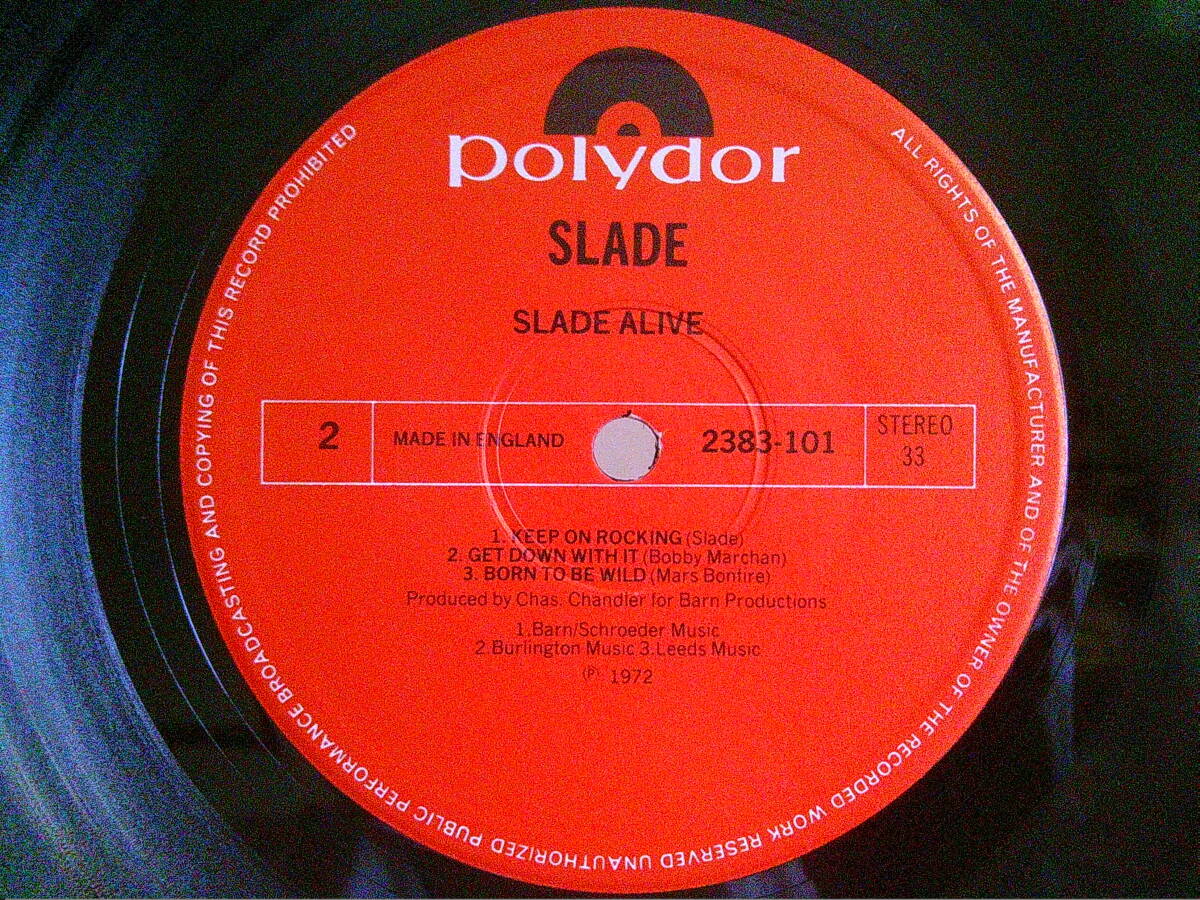 polydor
SLADE
SLADE ALIVE
2
MADE IN ENGLAND
2383-101
STEREO
33
1. KEEP ON ROCKING (Slade)
2. GET DOWN WITH IT (Bobby Marchan)
3. BORN TO BE WILD (Mars Bonfire)
Produced by Chas. Chandler for Barn Productions
1.Barn/Schroeder Music
2.Burlington Music 3.Leeds Music
℗ 1972
ALL RIGHTS OF THE MANUFACTURER AND OF THE OWNER OF THE RECORDED WORK RESERVED UNAUTHORIZED PUBLIC PERFORMANCE BROADCASTING AND COPYING OF THIS RECORD PROHIBITED